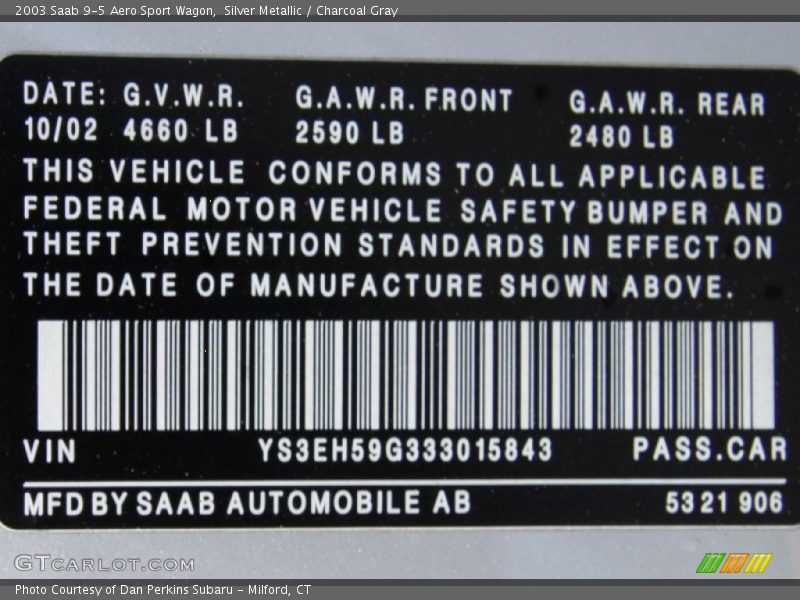 2003 Saab 9-5 Aero Sport Wagon,  Silver Metallic / Charcoal Gray
DATE: G.V.W.R. G.A.W.R. FRONT G.A.W.R. REAR
10/02 4660 LB 2590 LB 2480 LB
THIS VEHICLE CONFORMS TO ALL APPLICABLE
FEDERAL MOTOR VEHICLE SAFETY BUMPER AND
THEFT PREVENTION STANDARDS IN EFFECT ON
THE DATE OF MANUFACTURE SHOWN ABOVE.
VIN YS3EH59G333015843 PASS.CAR
MFD BY SAAB AUTOMOBILE AB 53 21 906
GTCARLOT.COM
Photo Courtesy of Dan Perkins Subaru - Milford, CT